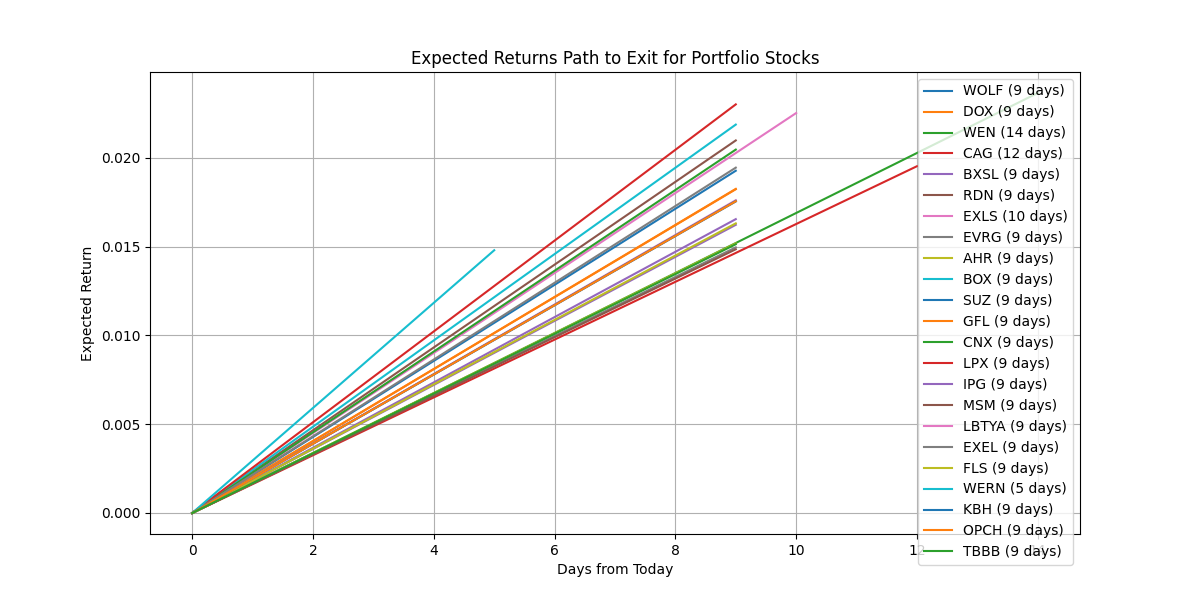 Expected Returns Path to Exit for Portfolio Stocks
Expected Return
0.020
0.015
0.010
0.005
0.000
0
2
4
6
8
10
12
14
Days from Today
WOLF (9 days)
DOX (9 days)
WEN (14 days)
CAG (12 days)
BXSL (9 days)
RDN (9 days)
EXLS (10 days)
EVRG (9 days)
AHR (9 days)
BOX (9 days)
SUZ (9 days)
GFL (9 days)
CNX (9 days)
LPX (9 days)
IPG (9 days)
MSM (9 days)
LBTYA (9 days)
EXEL (9 days)
FLS (9 days)
WERN (5 days)
KBH (9 days)
OPCH (9 days)
TBBB (9 days)